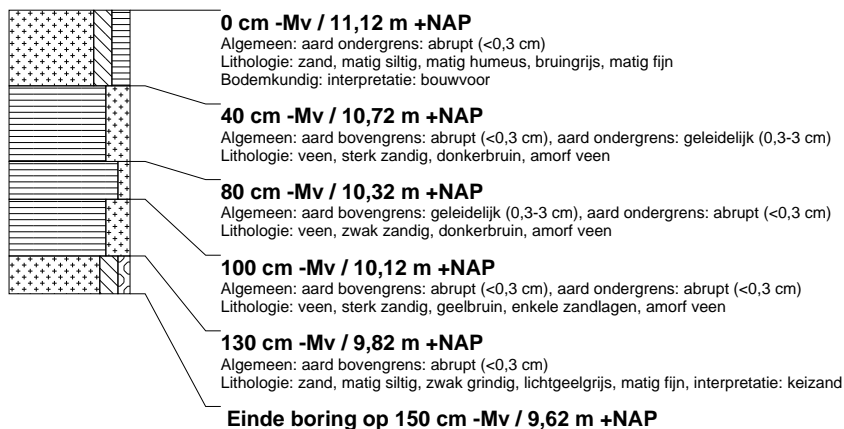 0 cm -Mv / 11,12 m +NAP
Algemeen: aard ondergrens: abrupt (<0,3 cm)
Lithologie: zand, matig siltig, matig humeus, bruingrijs, matig fijn
Bodemkundig: interpretatie: bouwvoor
40 cm -Mv / 10,72 m +NAP
Algemeen: aard bovengrens: abrupt (<0,3 cm), aard ondergrens: geleidelijk (0,3-3 cm)
Lithologie: veen, sterk zandig, donkerbruin, amorf veen
80 cm -Mv / 10,32 m +NAP
Algemeen: aard bovengrens: geleidelijk (0,3-3 cm), aard ondergrens: abrupt (<0,3 cm)
Lithologie: veen, zwak zandig, donkerbruin, amorf veen
100 cm -Mv / 10,12 m +NAP
Algemeen: aard bovengrens: abrupt (<0,3 cm), aard ondergrens: abrupt (<0,3 cm)
Lithologie: veen, sterk zandig, geelbruin, enkele zandlagen, amorf veen
130 cm -Mv / 9,82 m +NAP
Algemeen: aard bovengrens: abrupt (<0,3 cm)
Lithologie: zand, matig siltig, zwak grindig, lichtgeelgrijs, matig fijn, interpretatie: keizand
Einde boring op 150 cm -Mv / 9,62 m +NAP